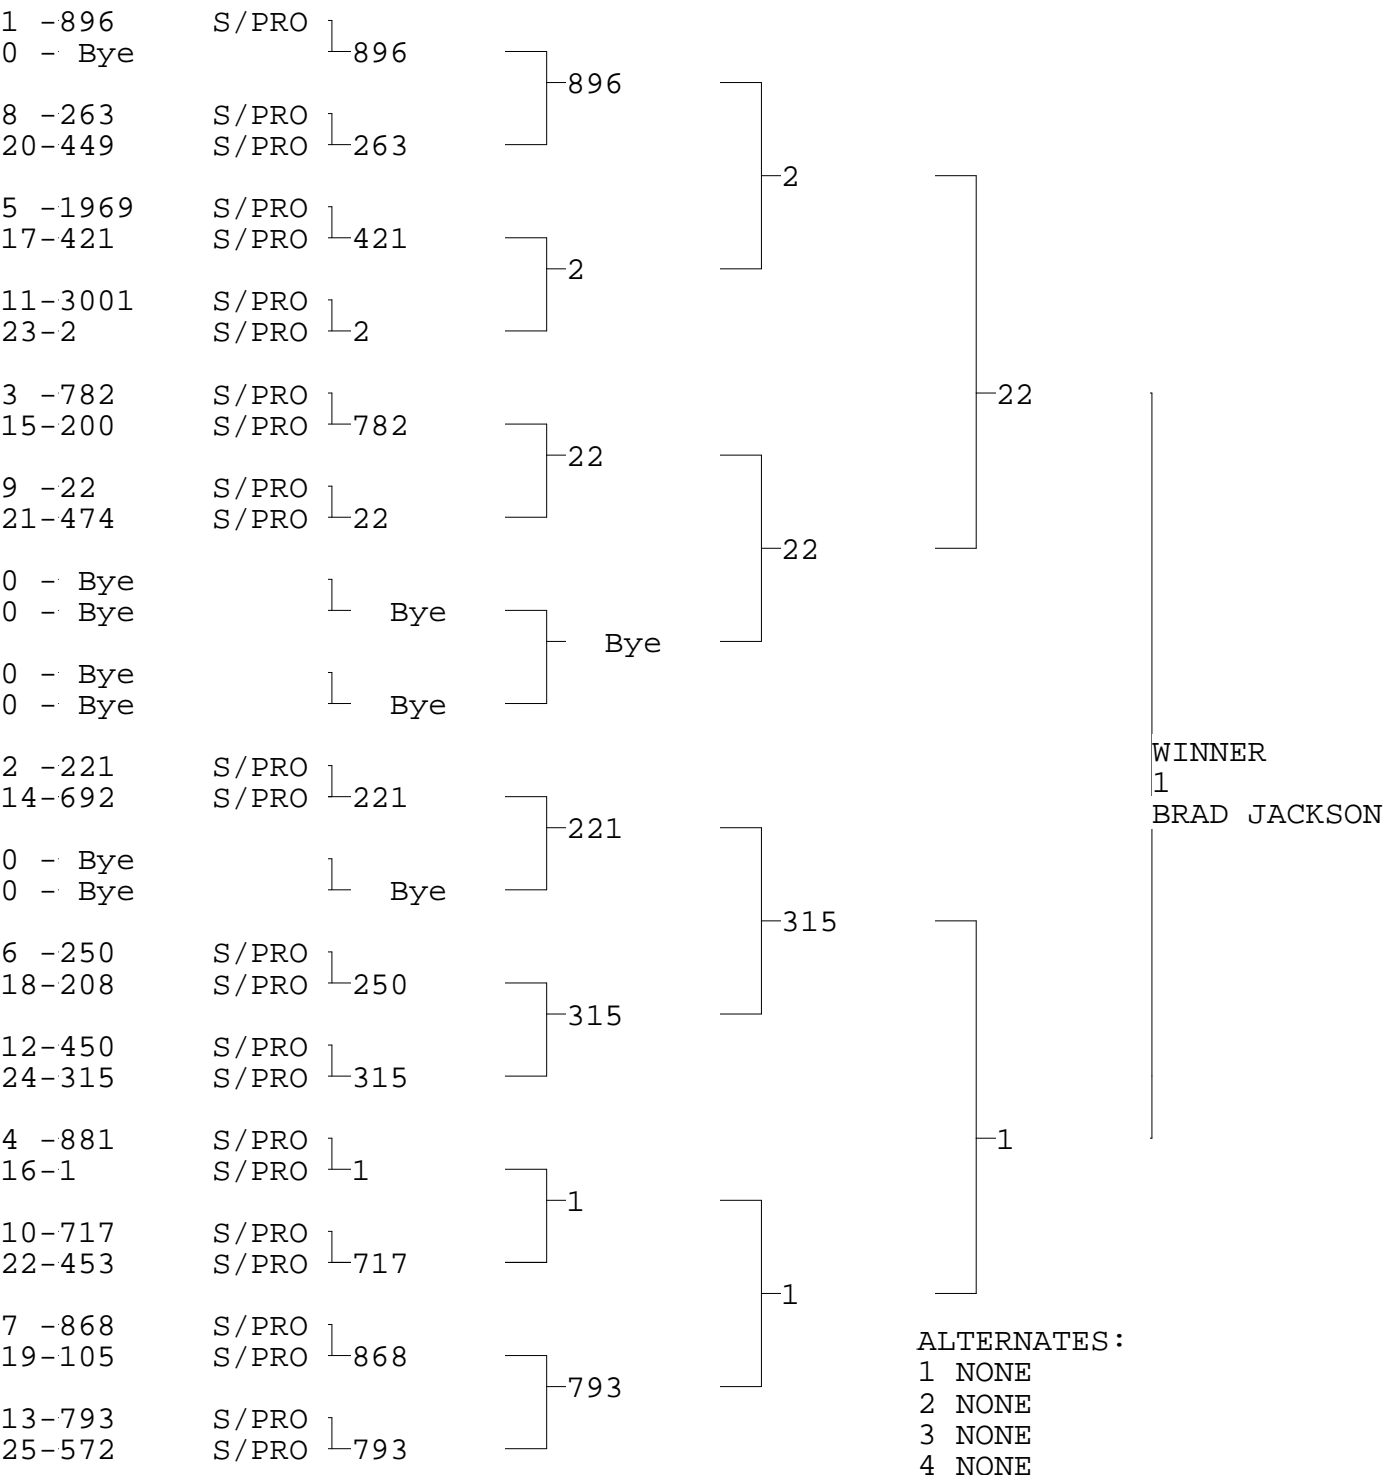 1 -896 S/PRO
0 - Bye 896
896
8 -263 S/PRO
20-449 S/PRO 263
2
5 -1969 S/PRO
17-421 S/PRO 421
2
11-3001 S/PRO
23-2 S/PRO 2
3 -782 S/PRO 22
15-200 S/PRO 782
22
9 -22 S/PRO
21-474 S/PRO 22
22
0 - Bye
0 - Bye Bye
Bye
0 - Bye
0 - Bye Bye
WINNER
2 -221 S/PRO
1
14-692 S/PRO 221
BRAD JACKSON
221
0 - Bye
0 - Bye Bye
315
6 -250 S/PRO
18-208 S/PRO 250
315
12-450 S/PRO
24-315 S/PRO 315
4 -881 S/PRO 1
16-1 S/PRO 1
1
10-717 S/PRO
22-453 S/PRO 717
1
7 -868 S/PRO
ALTERNATES:
19-105 S/PRO 868
1 NONE
793
2 NONE
13-793 S/PRO
3 NONE
25-572 S/PRO 793
4 NONE